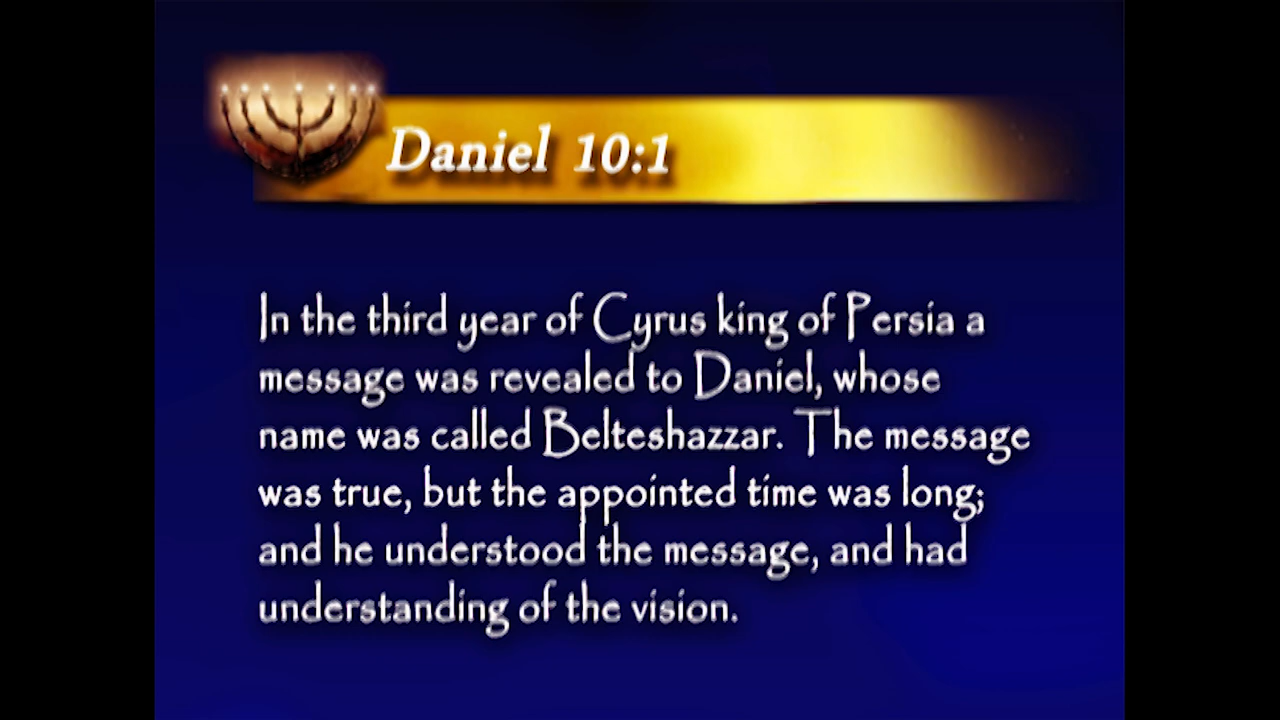 Daniel 10:1
In the third year of Cyrus king of Persia a
message was revealed to Daniel, whose
name was called Belteshazzar. The message
was true, but the appointed time was long;
and he understood the message, and had
understanding of the vision.